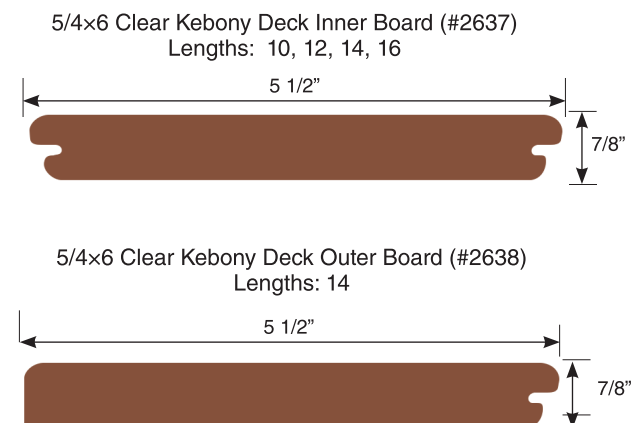 5/4×6 Clear Kebony Deck Inner Board (#2637)
Lengths:  10, 12, 14, 16
5 1/2”
7/8”
5/4×6 Clear Kebony Deck Outer Board (#2638)
Lengths: 14
5 1/2”
7/8”